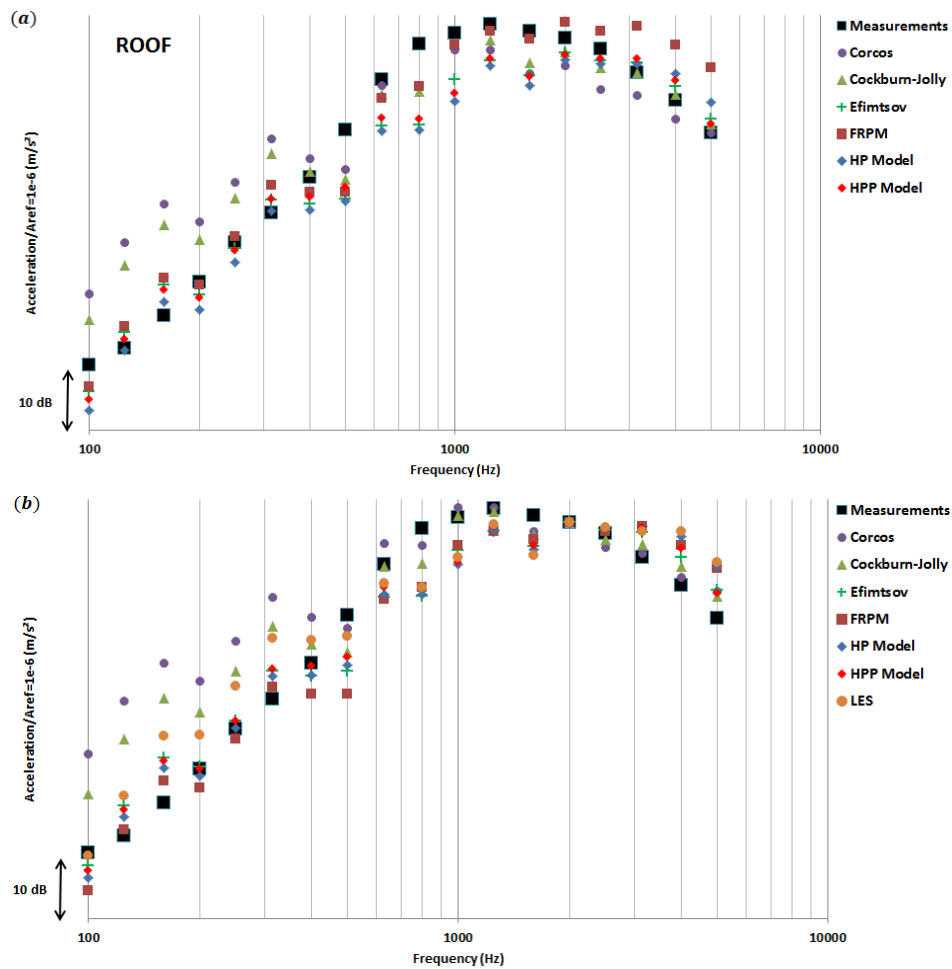 (a)
ROOF
Acceleration/Aref=1e-6 (m/s²)
10 dB
100
1000
10000
Frequency (Hz)
Measurements
Corcos
Cockburn-Jolly
Efimtsov
FRPM
HP Model
HPP Model
(b)
Acceleration/Aref=1e-6 (m/s²)
10 dB
100
1000
10000
Frequency (Hz)
Measurements
Corcos
Cockburn-Jolly
Efimtsov
FRPM
HP Model
HPP Model
LES